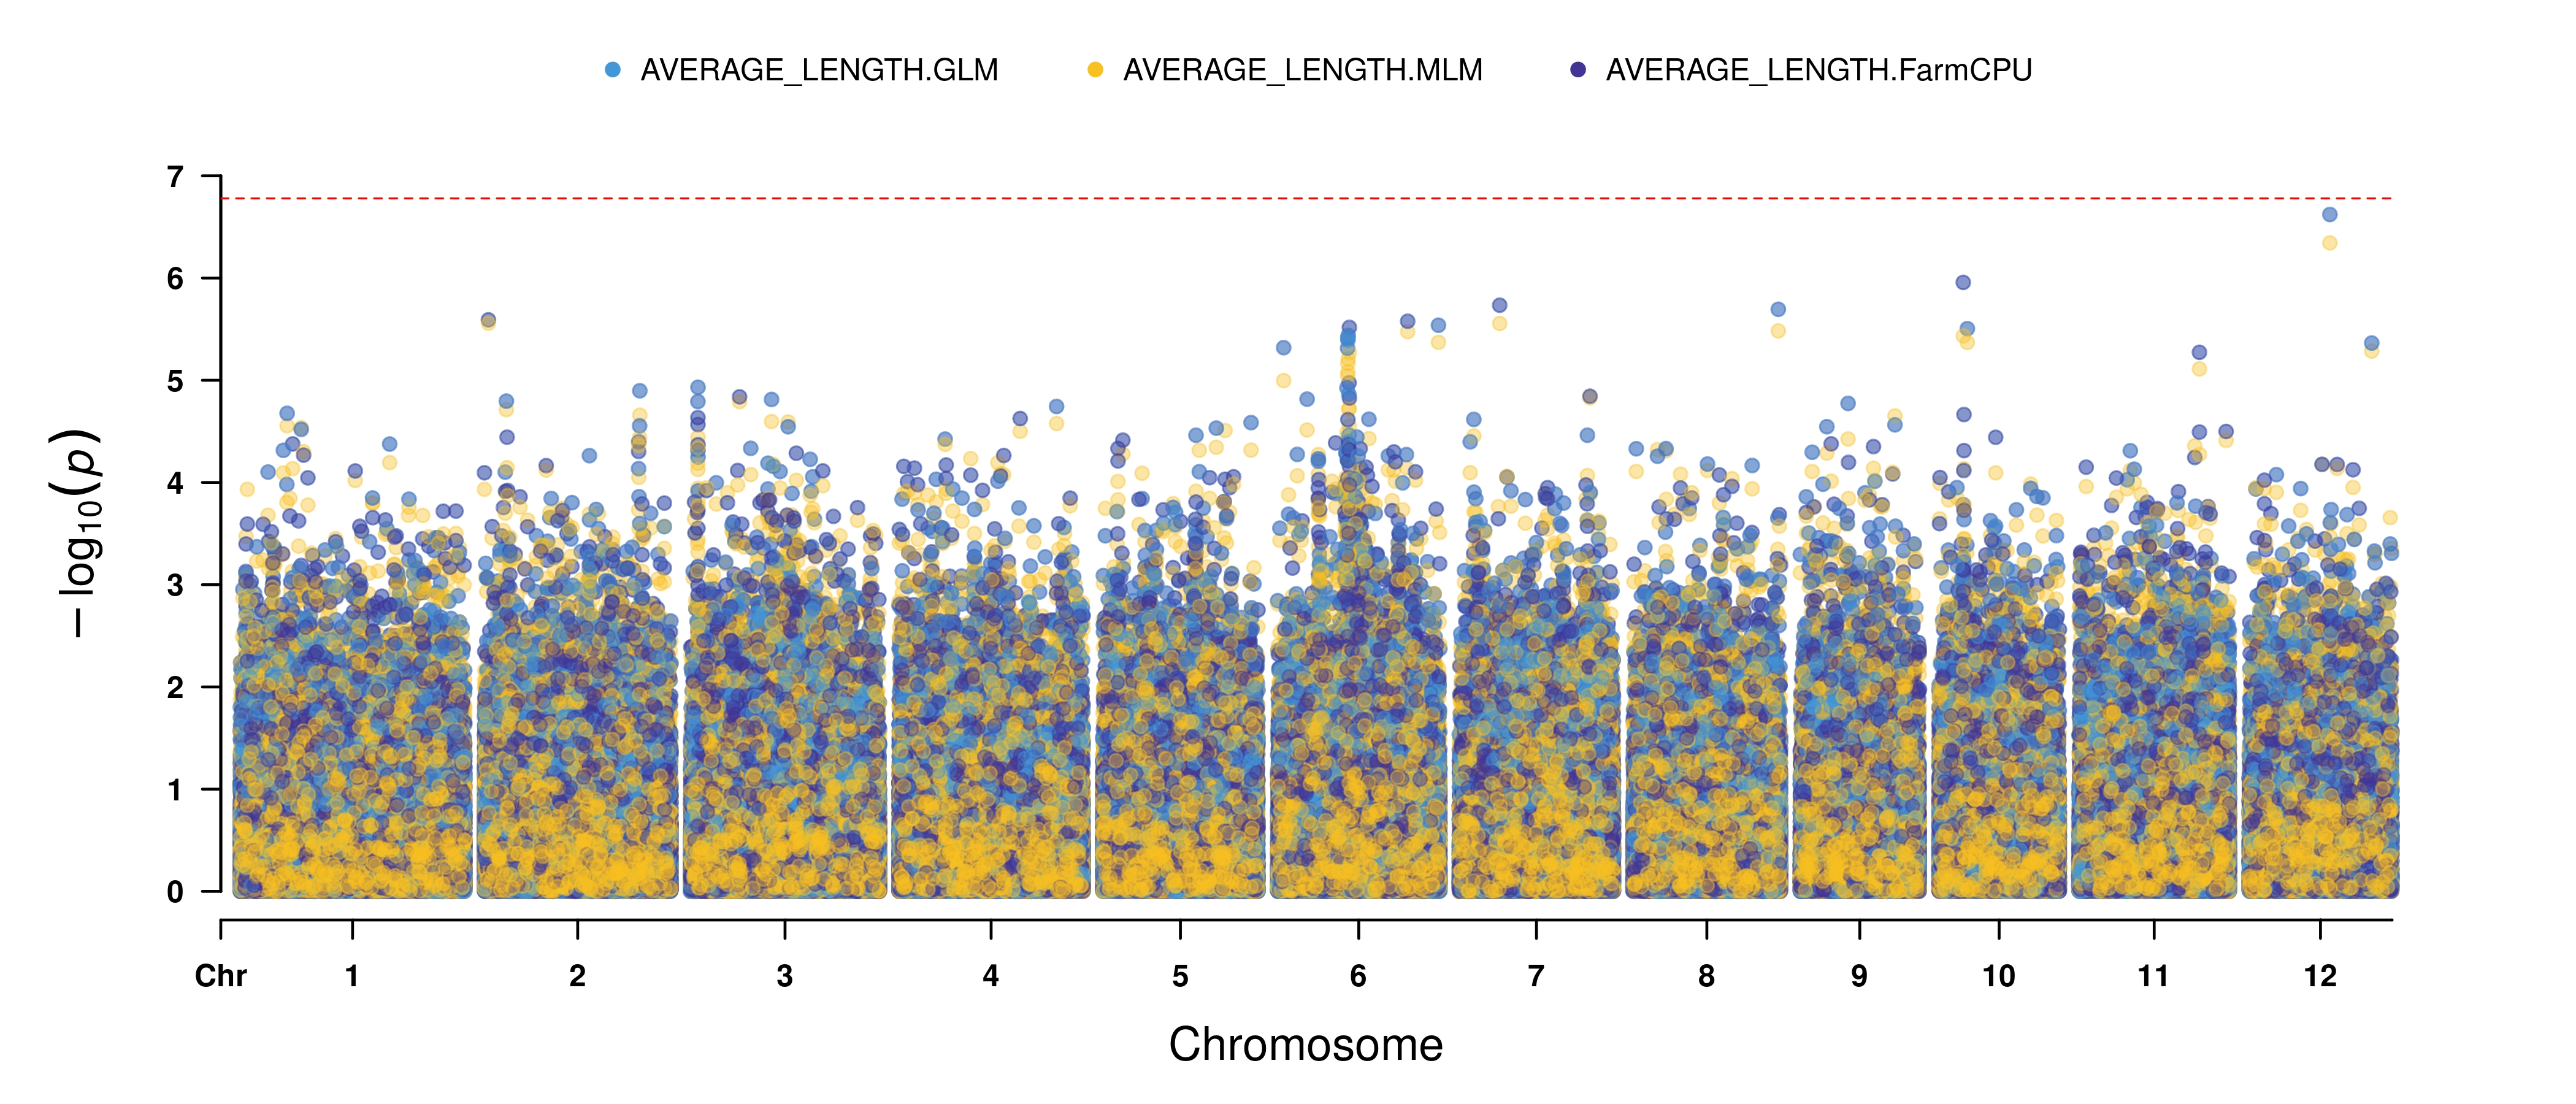 AVERAGE_LENGTH.GLM AVERAGE_LENGTH.MLM AVERAGE_LENGTH.FarmCPU
7
6
5
4
3
2
1
0
−log10(p)
Chr 1 2 3 4 5 6 7 8 9 10 11 12
Chromosome